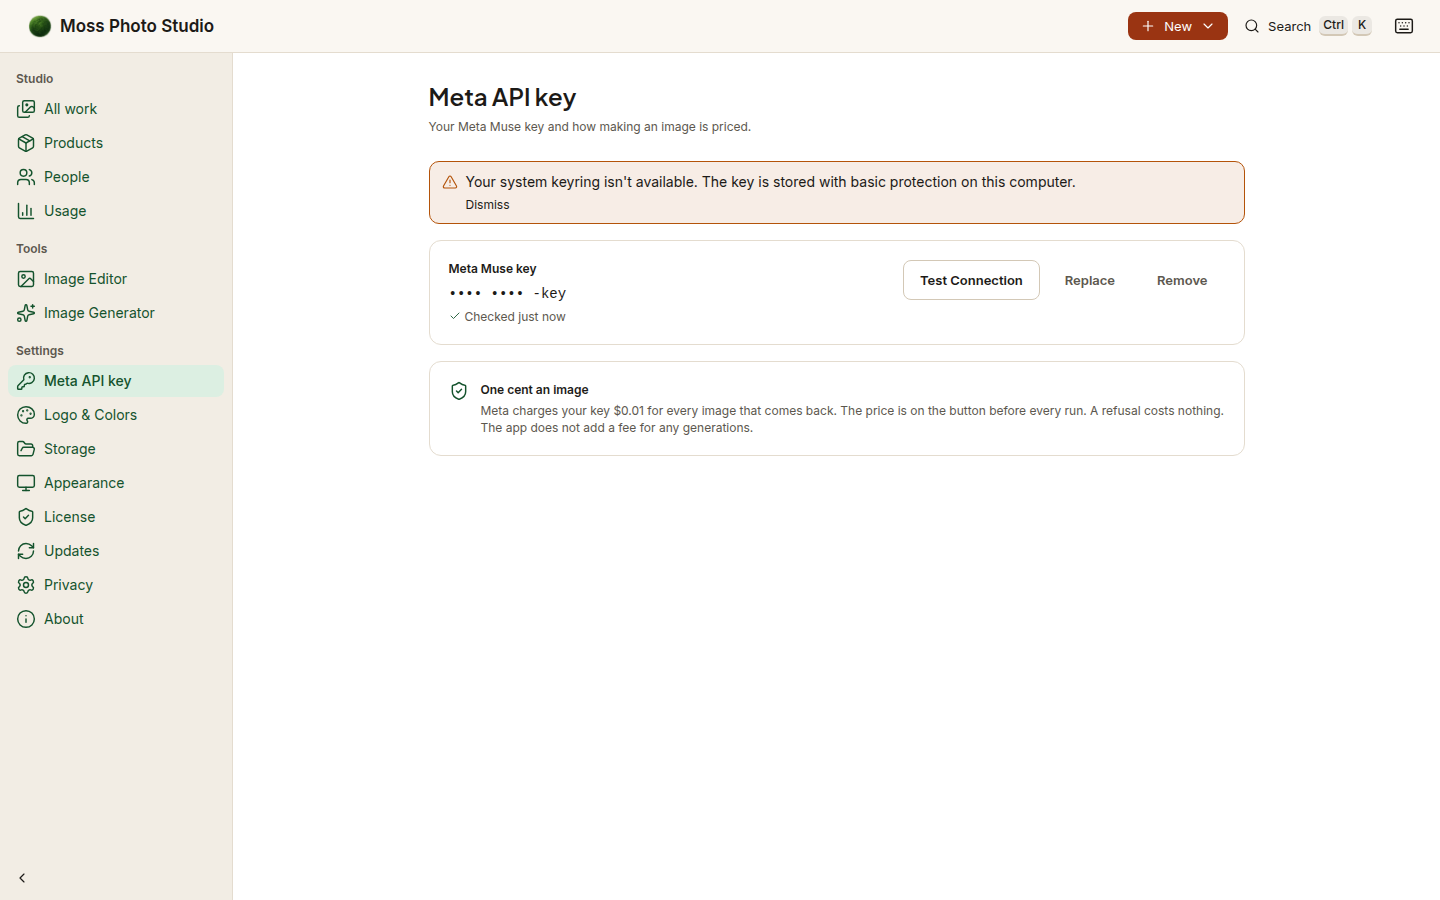 Moss Photo Studio
New
Search Ctrl K
Studio
All work
Products
People
Usage
Tools
Image Editor
Image Generator
Settings
Meta API key
Logo & Colors
Storage
Appearance
License
Updates
Privacy
About
Meta API key
Your Meta Muse key and how making an image is priced.
Your system keyring isn't available. The key is stored with basic protection on this computer.
Dismiss
Meta Muse key
•••• •••• -key
Checked just now
Test Connection
Replace
Remove
One cent an image
Meta charges your key $0.01 for every image that comes back. The price is on the button before every run. A refusal costs nothing.
The app does not add a fee for any generations.